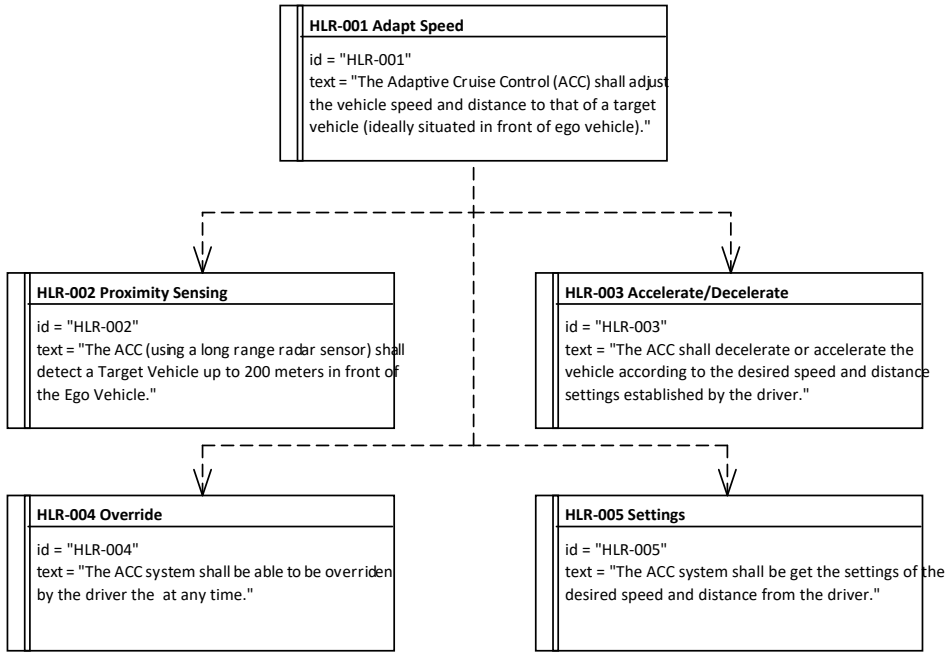 HLR-001 Adapt Speed
id = "HLR-001"
text = "The Adaptive Cruise Control (ACC) shall adjust
the vehicle speed and distance to that of a target
vehicle (ideally situated in front of ego vehicle)."
HLR-002 Proximity Sensing
id = "HLR-002"
text = "The ACC (using a long range radar sensor) shall
detect a Target Vehicle up to 200 meters in front of
the Ego Vehicle."
HLR-003 Accelerate/Decelerate
id = "HLR-003"
text = "The ACC shall decelerate or accelerate the
vehicle according to the desired speed and distance
settings established by the driver."
HLR-004 Override
id = "HLR-004"
text = "The ACC system shall be able to be overriden
by the driver the  at any time."
HLR-005 Settings
id = "HLR-005"
text = "The ACC system shall be get the settings of the
desired speed and distance from the driver."